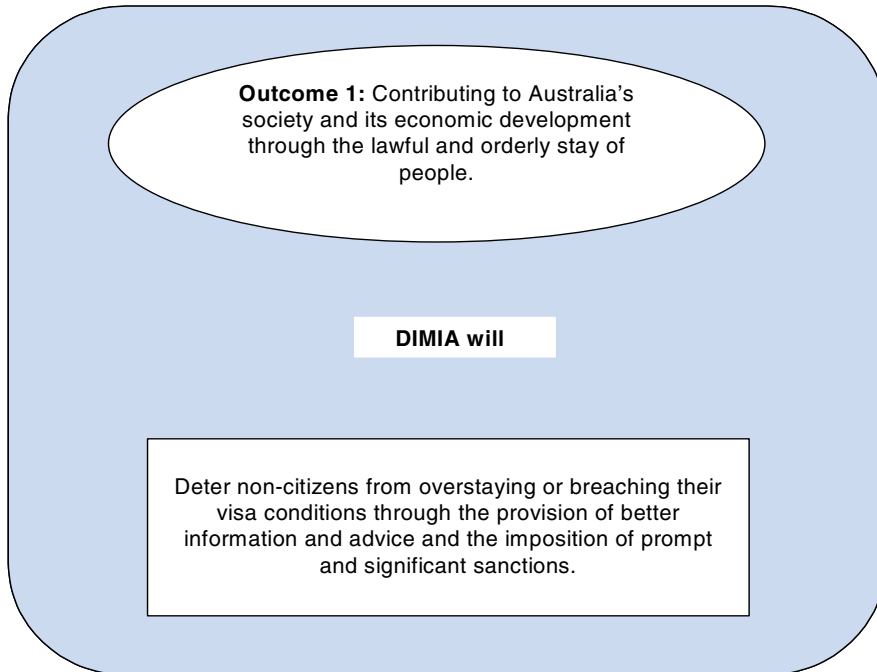 Outcome 1: Contributing to Australia's
society and its economic development
through the lawful and orderly stay of
people.
DIMIA will
Deter non-citizens from overstaying or breaching their
visa conditions through the provision of better
information and advice and the imposition of prompt
and significant sanctions.